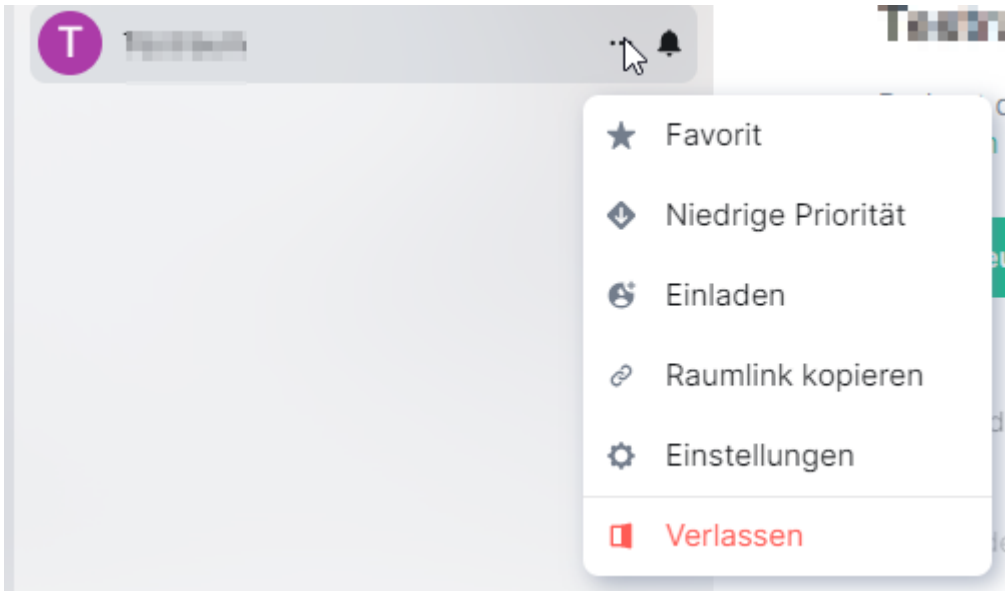 T
Favorit
Niedrige Priorität
Einladen
Raumlink kopieren
Einstellungen
Verlassen